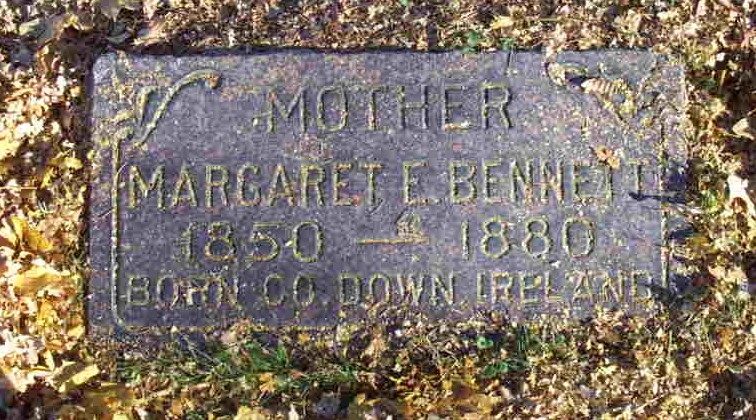 MOTHER
MARGARET E. BENNETT
1850 — 1880
BORN CO. DOWN, IRELAND